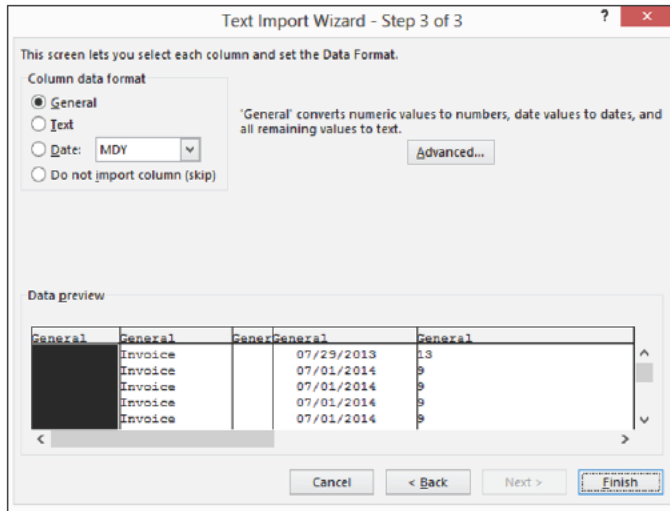 Text Import Wizard - Step 3 of 3
?
×
This screen lets you select each column and set the Data Format.
Column data format
General
Text
Date: MDY
Do not import column (skip)
'General' converts numeric values to numbers, date values to dates, and
all remaining values to text.
Advanced...
Data preview
General General Gener General General
Invoice 07/29/2013 13
Invoice 07/01/2014 9
Invoice 07/01/2014 9
Invoice 07/01/2014 9
Invoice 07/01/2014 9
Cancel < Back Next > Finish